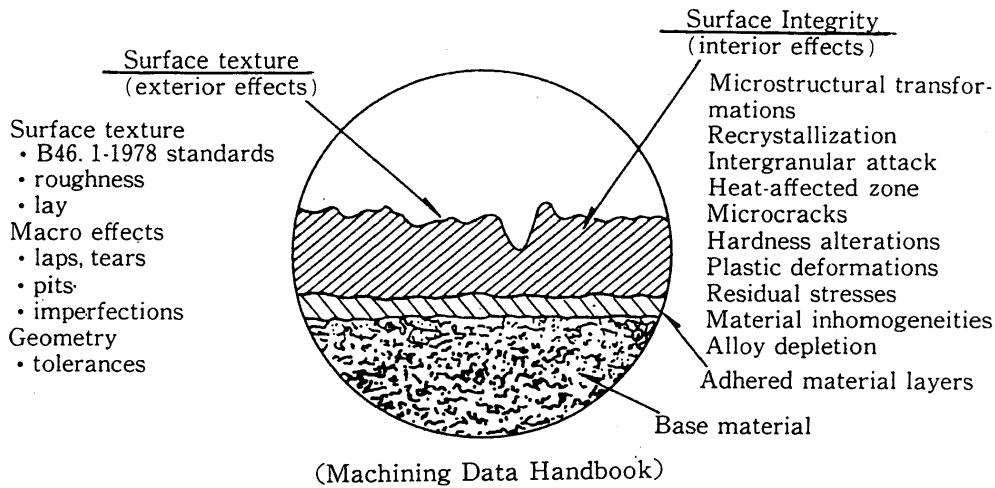 Surface texture
(exterior effects)
Surface texture
• B46. 1-1978 standards
• roughness
• lay
Macro effects
• laps, tears
• pits
• imperfections
Geometry
• tolerances
Surface Integrity
(interior effects)
Microstructural transfor-
mations
Recrystallization
Intergranular attack
Heat-affected zone
Microcracks
Hardness alterations
Plastic deformations
Residual stresses
Material inhomogeneities
Alloy depletion
Adhered material layers
Base material
(Machining Data Handbook)